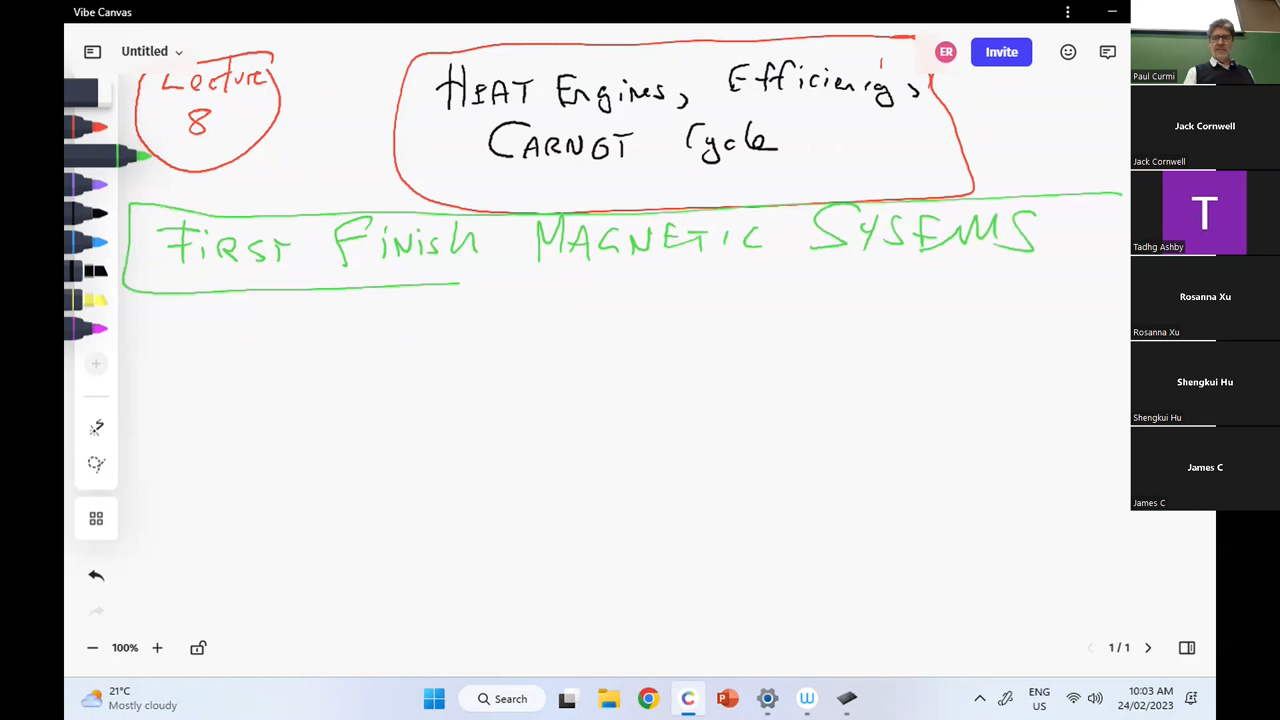 Vibe Canvas
Untitled
ER
Invite
Lecture
8
HEAT Engines, Efficiency,
CARNOT Cycle
FIRST FINISH MAGNETIC SYSEMS
Paul Curmi
Jack Cornwell
Jack Cornwell
T
Tadhg Ashby
Rosanna Xu
Rosanna Xu
Shengkui Hu
Shengkui Hu
James C
James C
100%
1 / 1
21°C
Mostly cloudy
Search
ENG
US
10:03 AM
24/02/2023